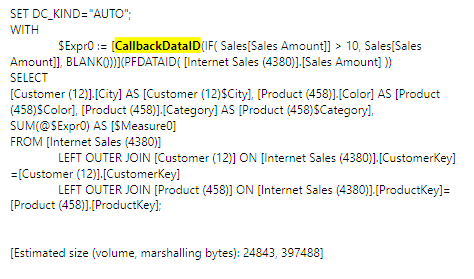 SET DC_KIND="AUTO";
WITH
$Expr0 := [CallbackDataID(IF( Sales[Sales Amount]] > 10, Sales[Sales
Amount]], BLANK()))](PFDATAID( [Internet Sales (4380)].[Sales Amount] ))
SELECT
[Customer (12)].[City] AS [Customer (12)$City], [Product (458)].[Color] AS [Product
(458)$Color], [Product (458)].[Category] AS [Product (458)$Category],
SUM(@$Expr0) AS [$Measure0]
FROM [Internet Sales (4380)]
LEFT OUTER JOIN [Customer (12)] ON [Internet Sales (4380)].[CustomerKey]
=[Customer (12)].[CustomerKey]
LEFT OUTER JOIN [Product (458)] ON [Internet Sales (4380)].[ProductKey]=
[Product (458)].[ProductKey];
[Estimated size (volume, marshalling bytes): 24843, 397488]